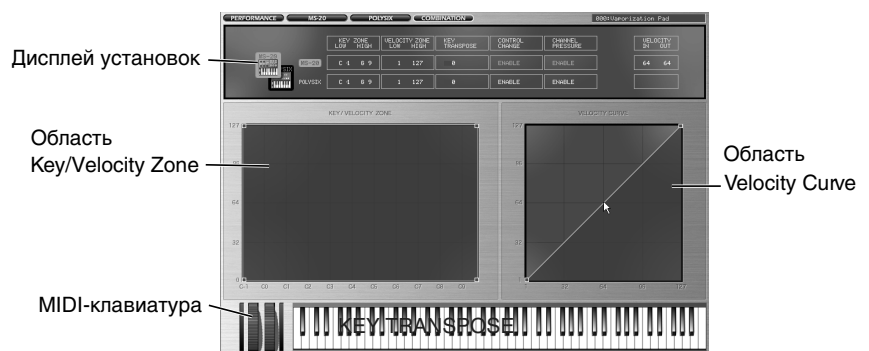 PERFORMANCE MS-20 POLYSIX COMBINATION 000:Vaporization Pad
KEY ZONE VELOCITY ZONE KEY CONTROL CHANNEL VELOCITY
LOW HIGH LOW HIGH TRANSPOSE CHANGE PRESSURE IN OUT
Дисплей установок
MS-20 C-1 G 9 1 127 0 ENABLE ENABLE 64 64
POLYSIX C-1 G 9 1 127 0 ENABLE ENABLE
KEY/VELOCITY ZONE VELOCITY CURVE
127 127
Область
Key/Velocity Zone
96 96
Область
Velocity Curve
64 64
32 32
0
C-1 C0 C1 C2 C3 C4 C5 C6 C7 C8 C9 1 32 64 96 127
MIDI-клавиатура
KEY TRANSPOSE